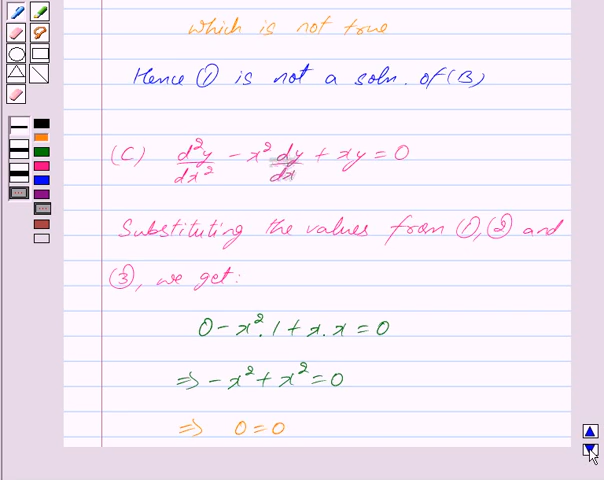 which is not true
Hence ① is not a soln. of (B)
(C) d²y/dx² - x² dy/dx + xy = 0
Substituting the values from ①, ② and
③, we get:
0 - x². 1 + x. x = 0
⇒ - x² + x² = 0
⇒ 0 = 0